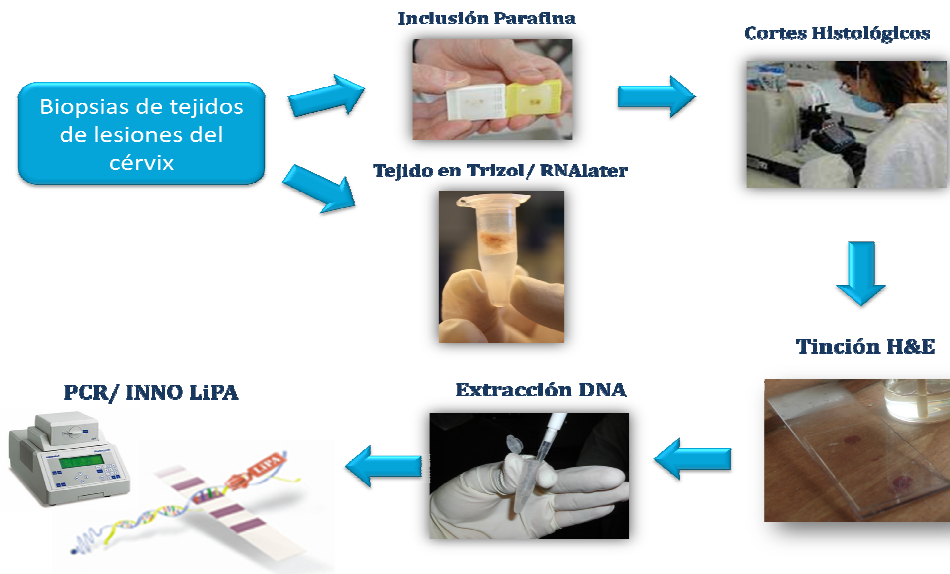 Inclusión Parafina
Cortes Histológicos
Biopsias de tejidos
de lesiones del
cérvix
Tejido en Trizol/ RNAlater
Tinción H&E
PCR/ INNO LiPA
Extracción DNA
LiPA